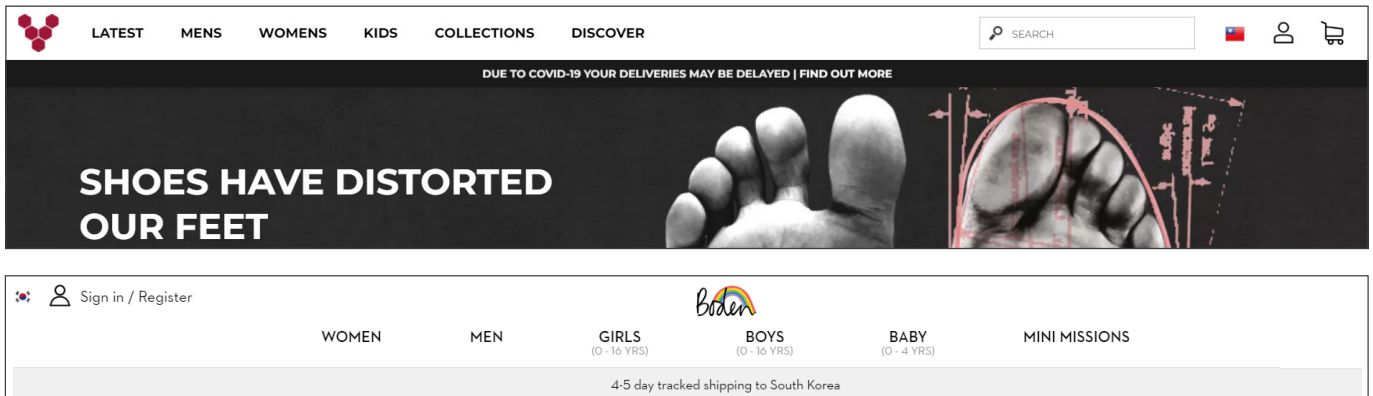 LATEST MENS WOMENS KIDS COLLECTIONS DISCOVER SEARCH
DUE TO COVID-19 YOUR DELIVERIES MAY BE DELAYED | FIND OUT MORE
SHOES HAVE DISTORTED
OUR FEET
Sign in / Register
Boden
WOMEN MEN GIRLS BOYS BABY MINI MISSIONS
(0 - 16 YRS) (0 - 16 YRS) (0 - 4 YRS)
4-5 day tracked shipping to South Korea